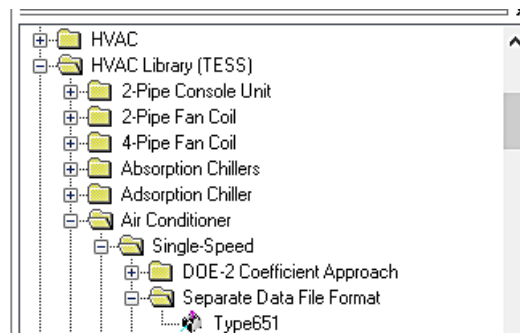 HVAC
HVAC Library (TESS)
2-Pipe Console Unit
2-Pipe Fan Coil
4-Pipe Fan Coil
Absorption Chillers
Adsorption Chiller
Air Conditioner
Single-Speed
DOE-2 Coefficient Approach
Separate Data File Format
Type651